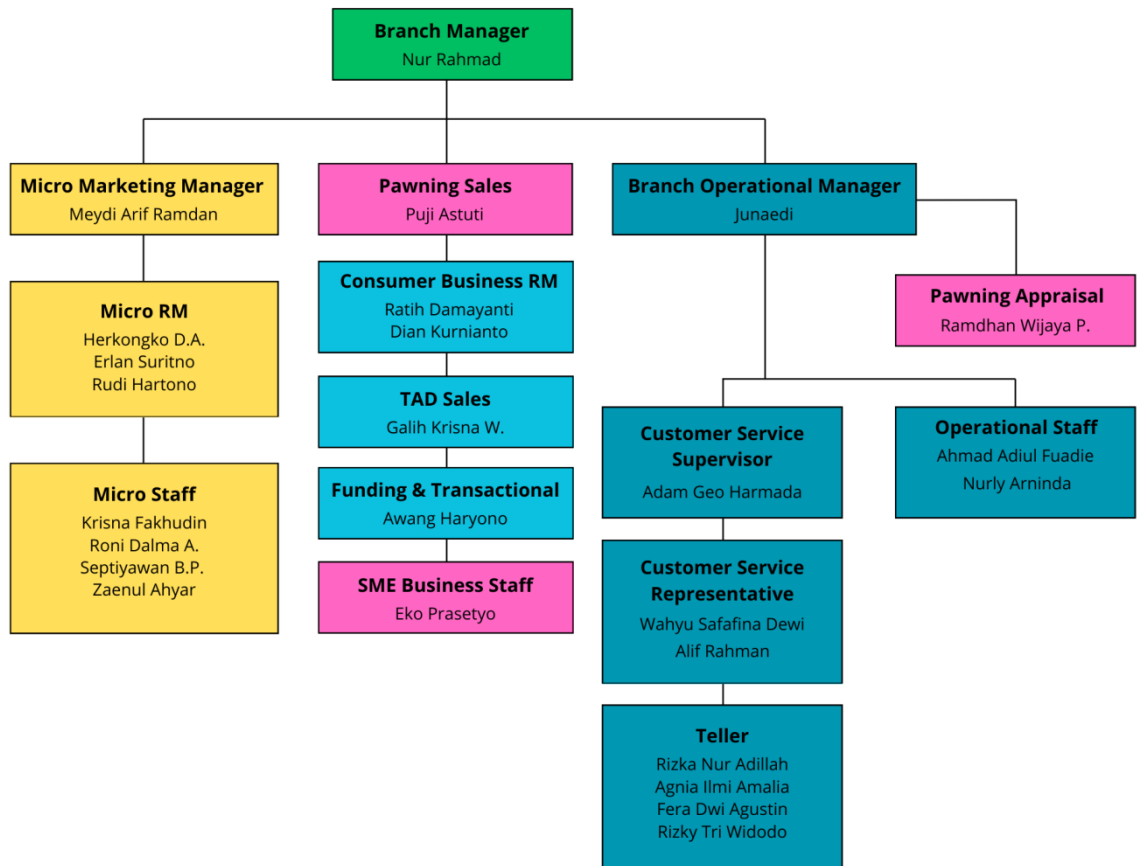 Branch Manager
Nur Rahmad
Micro Marketing Manager
Meydi Arif Ramdan
Pawning Sales
Puji Astuti
Branch Operational Manager
Junaedi
Micro RM
Herkongko D.A.
Erlan Suritno
Rudi Hartono
Micro Staff
Krisna Fakhudin
Roni Dalma A.
Septiyawan B.P.
Zaenul Ahyar
Consumer Business RM
Ratih Damayanti
Dian Kurnianto
TAD Sales
Galih Krisna W.
Funding & Transactional
Awang Haryono
SME Business Staff
Eko Prasetyo
Pawning Appraisal
Ramdhan Wijaya P.
Customer Service
Supervisor
Adam Geo Harmada
Operational Staff
Ahmad Adiul Fuadie
Nurly Arninda
Customer Service
Representative
Wahyu Safafina Dewi
Alif Rahman
Teller
Rizka Nur Adillah
Agnia Ilmi Amalia
Fera Dwi Agustin
Rizky Tri Widodo